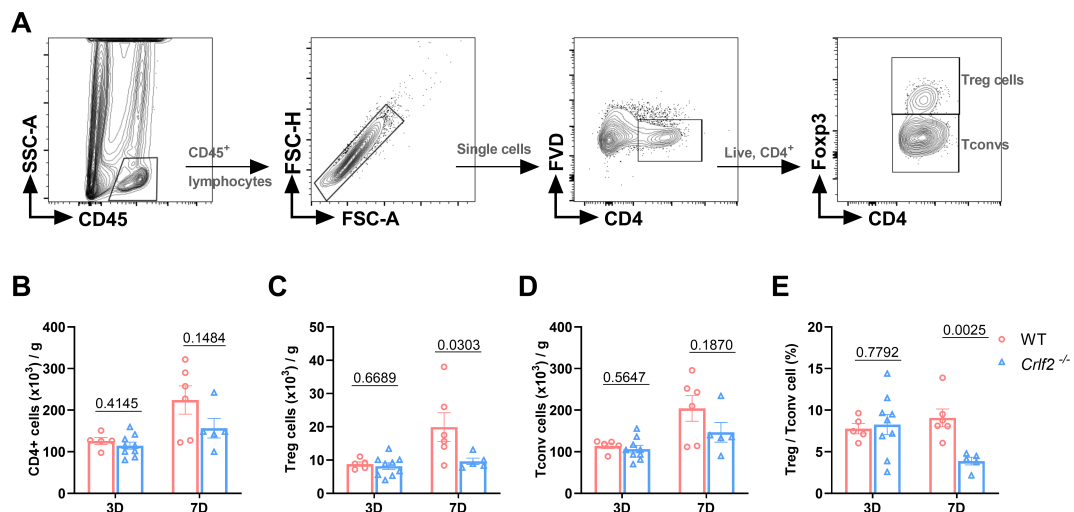 A
SSC-A
CD45
CD45+
lymphocytes
FSC-H
FSC-A
Single cells
FVD
CD4
Live, CD4+
Foxp3
CD4
Treg cells
Tconvs
B
CD4+ cells (x10³) / g
400
300
200
100
0
0.4145
0.1484
3D
7D
C
Treg cells (x10³) / g
50
40
30
20
10
0
0.6689
0.0303
3D
7D
D
Tconv cells (x10³) / g
400
300
200
100
0
0.5647
0.1870
3D
7D
E
Treg / Tconv cell (%)
20
15
10
5
0
0.7792
0.0025
3D
7D
WT
Crlf2 -/-